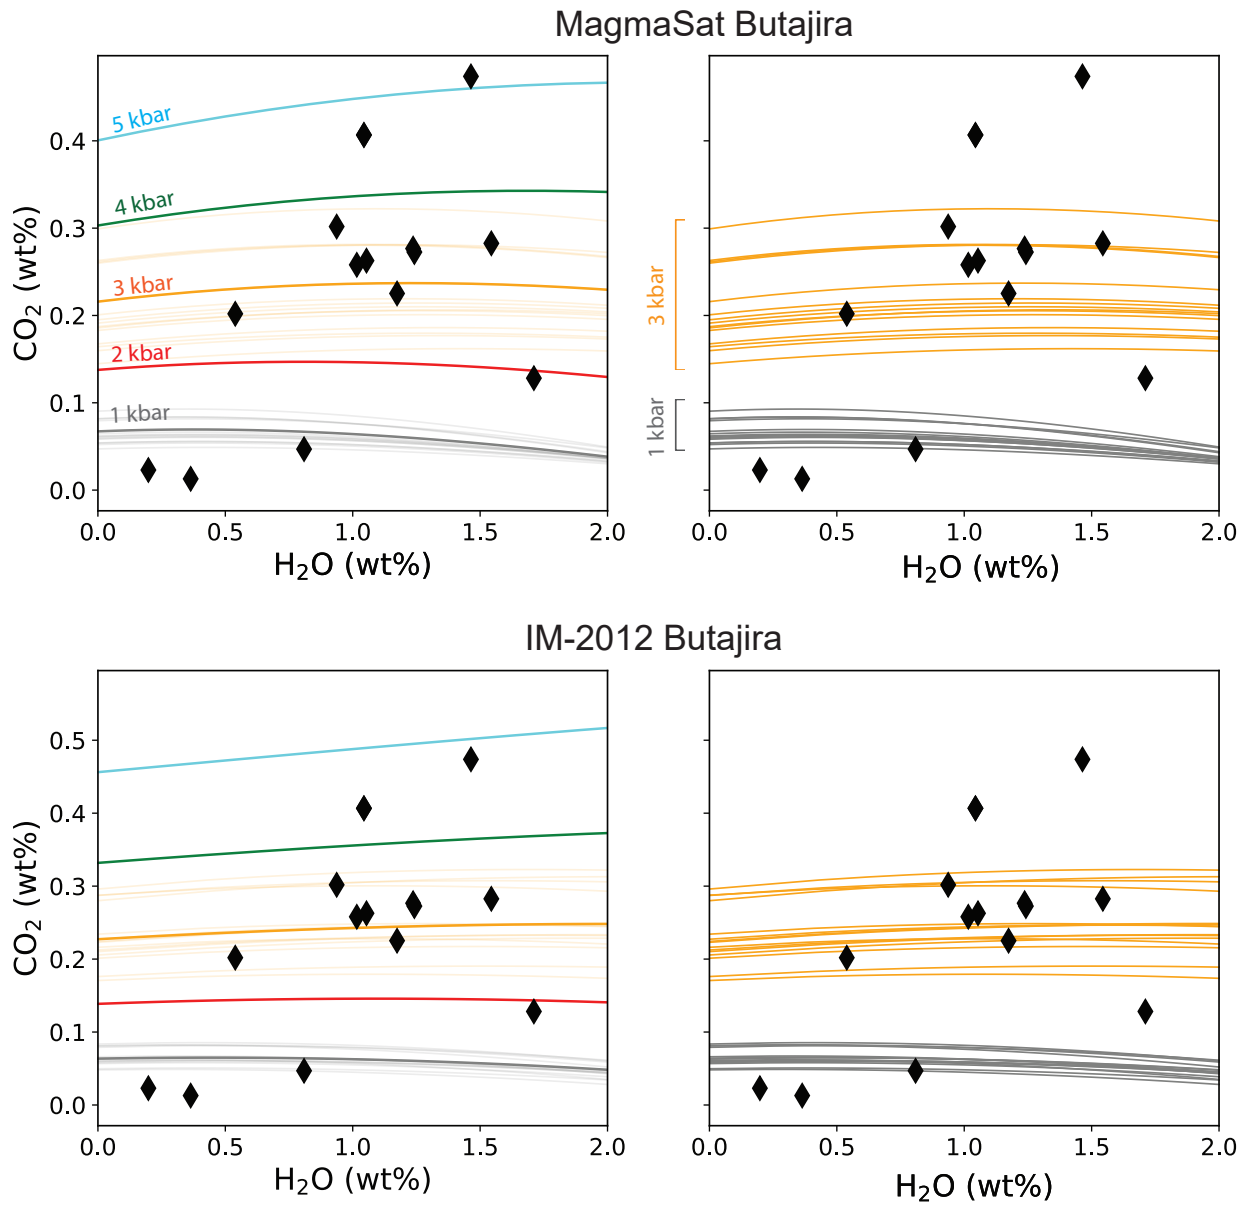 MagmaSat Butajira
CO₂ (wt%)
0.4
0.3
0.2
0.1
0.0
5 kbar
4 kbar
3 kbar
2 kbar
1 kbar
0.0 0.5 1.0 1.5 2.0
H₂O (wt%)
3 kbar
1 kbar
0.0 0.5 1.0 1.5 2.0
H₂O (wt%)
IM-2012 Butajira
CO₂ (wt%)
0.5
0.4
0.3
0.2
0.1
0.0
0.0 0.5 1.0 1.5 2.0
H₂O (wt%)
0.0 0.5 1.0 1.5 2.0
H₂O (wt%)